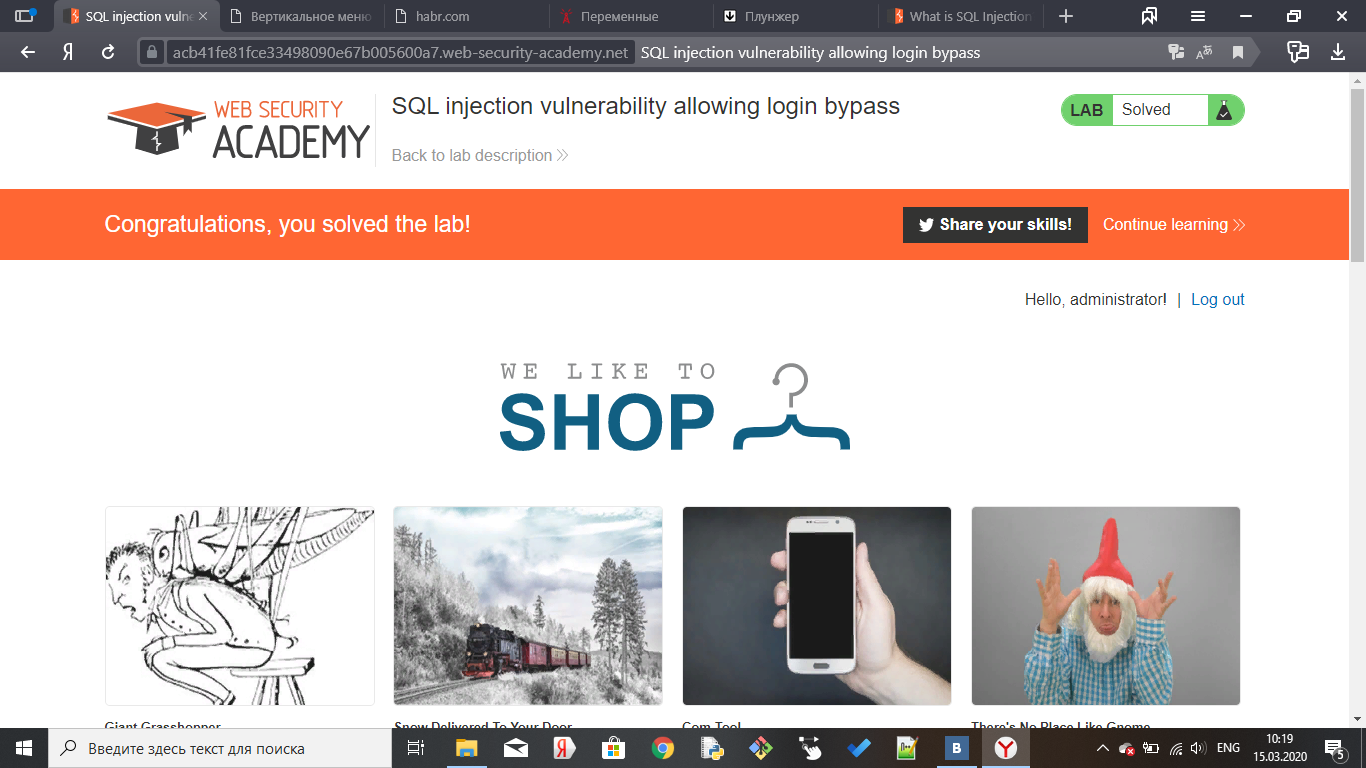 SQL injection vulne
Вертикальное меню
habr.com
Переменные
Плунжер
What is SQL Injection
Я
acb41fe81fce33498090e67b005600a7.web-security-academy.net
SQL injection vulnerability allowing login bypass
WEB SECURITY
ACADEMY
SQL injection vulnerability allowing login bypass
Back to lab description
LAB
Solved
Congratulations, you solved the lab!
Share your skills!
Continue learning
Hello, administrator! | Log out
WE LIKE TO
SHOP
Giant Grasshopper
Snow Delivered To Your Door
Com-Tool
There's No Place Like Gnome
Введите здесь текст для поиска
Я
B
Y
ENG
10:19
15.03.2020
5